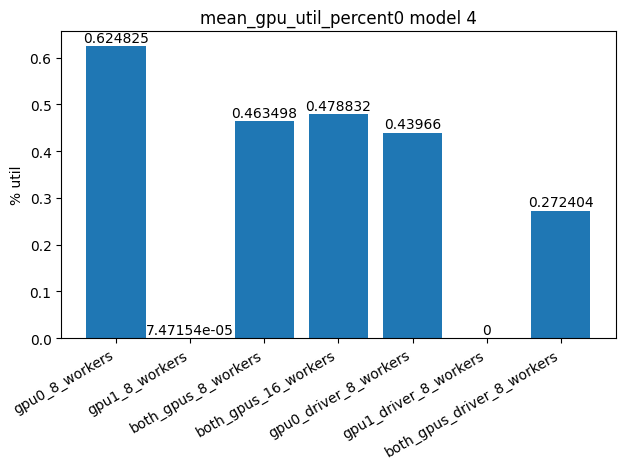 mean_gpu_util_percent0 model 4
% util
0.6
0.5
0.4
0.3
0.2
0.1
0.0
0.624825
7.47154e-05
0.463498
0.478832
0.43966
0
0.272404
gpu0_8_workers
gpu1_8_workers
both_gpus_8_workers
both_gpus_16_workers
gpu0_driver_8_workers
gpu1_driver_8_workers
both_gpus_driver_8_workers